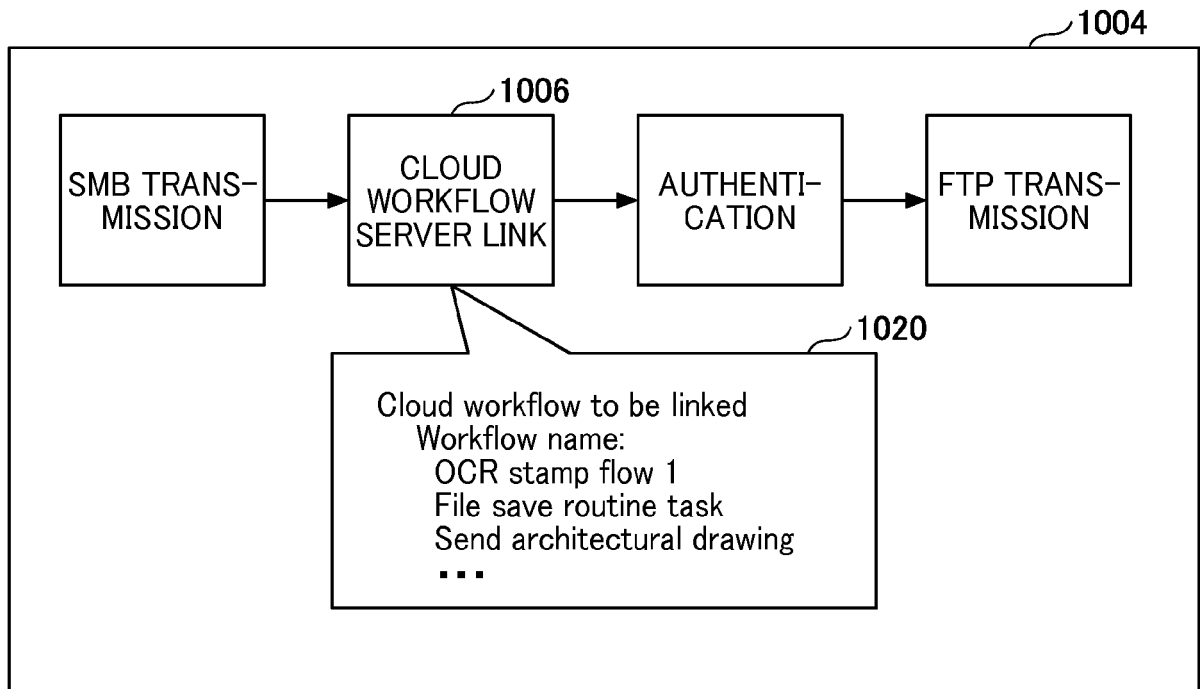 1004
1006
SMB TRANS-
MISSION
CLOUD
WORKFLOW
SERVER LINK
AUTHENTI-
CATION
FTP TRANS-
MISSION
1020
Cloud workflow to be linked
Workflow name:
OCR stamp flow 1
File save routine task
Send architectural drawing
...